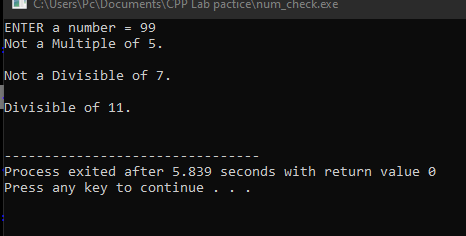 C:\Users\Pc\Documents\CPP Lab pactice\num_check.exe
ENTER a number = 99
Not a Multiple of 5.
Not a Divisible of 7.
Divisible of 11.
--------------------------------
Process exited after 5.839 seconds with return value 0
Press any key to continue . . .